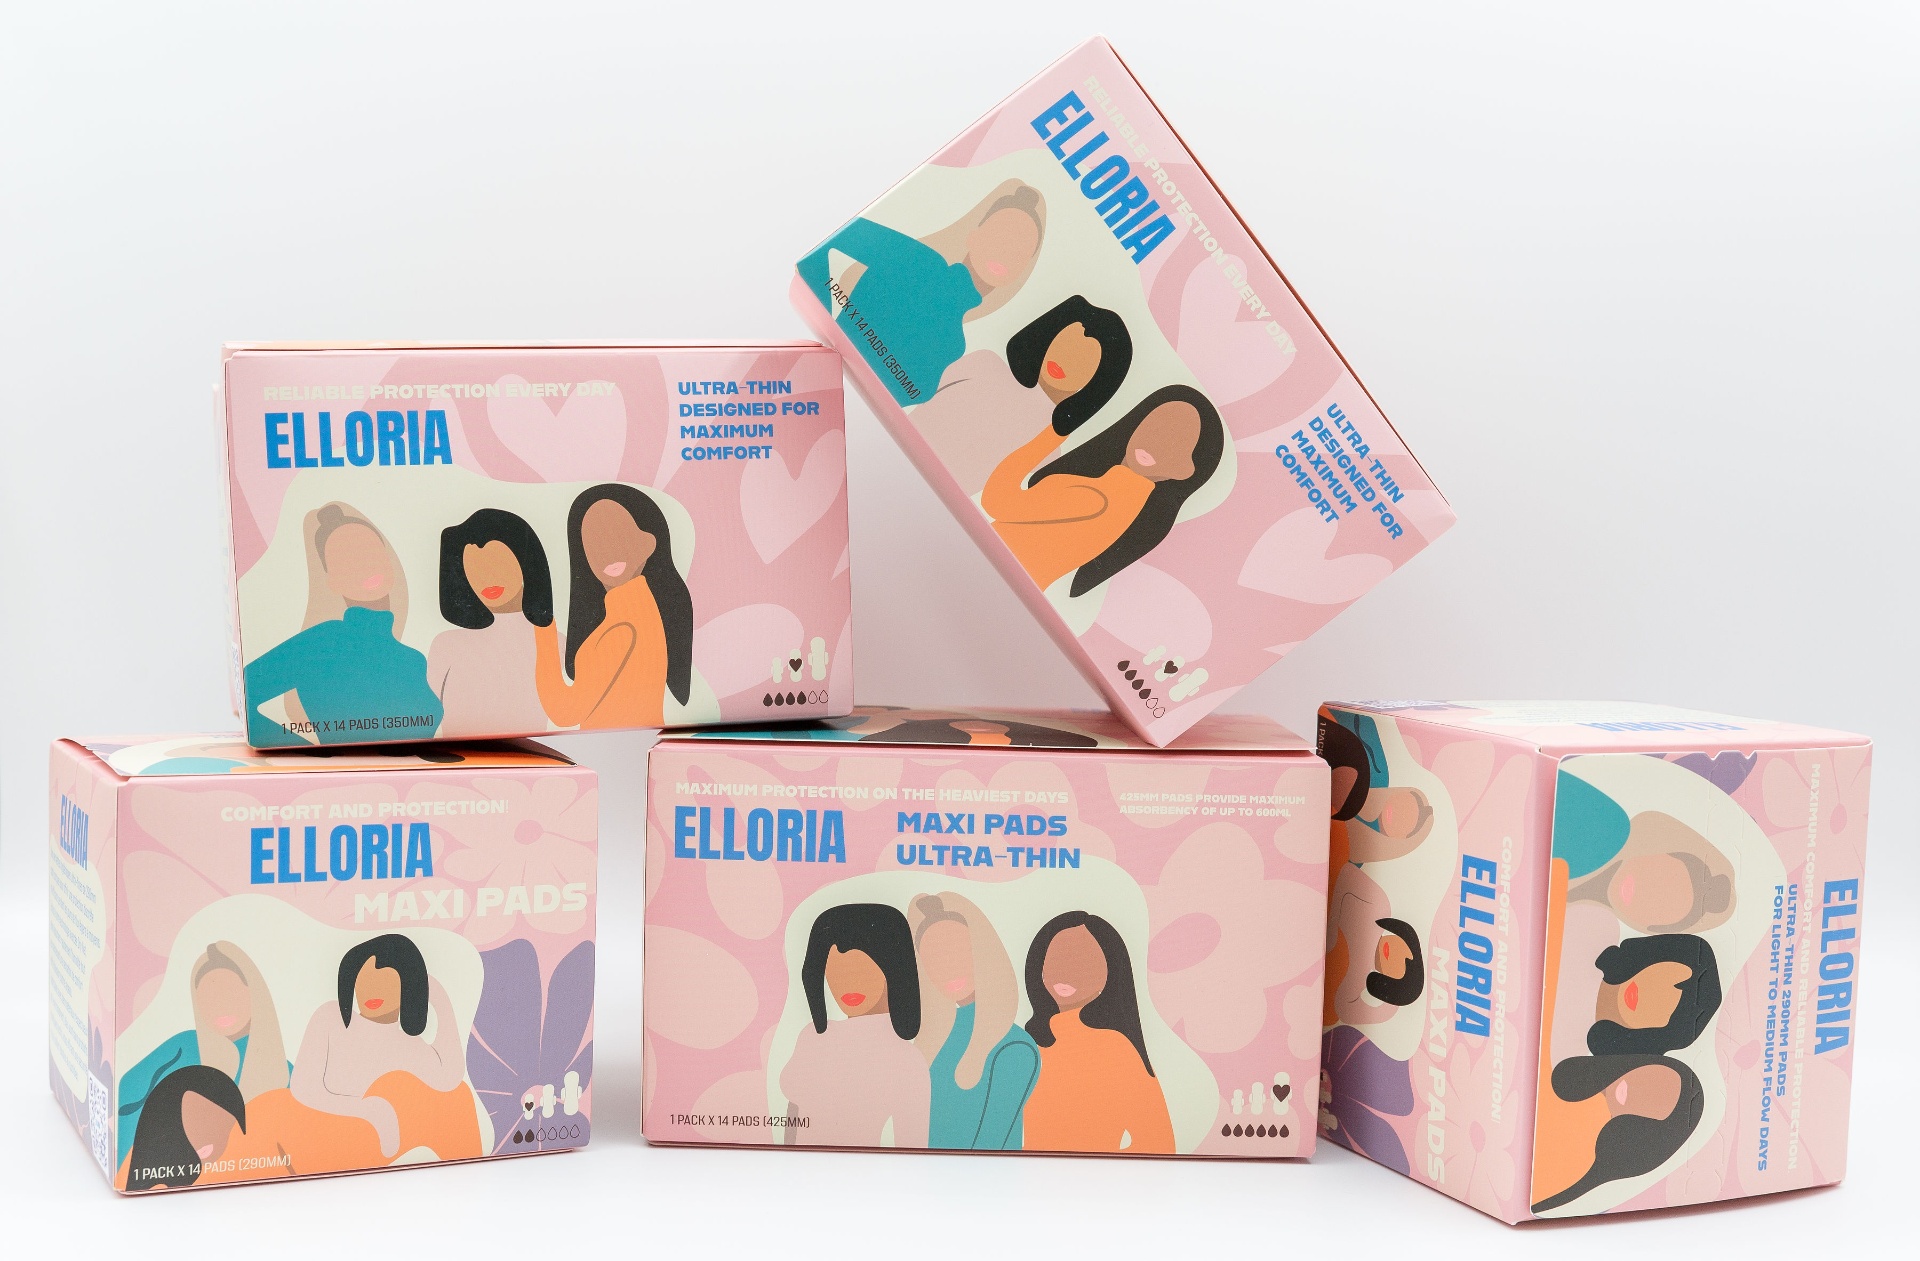 RELIABLE PROTECTION EVERY DAY
ELLORIA
ULTRA-THIN
DESIGNED FOR
MAXIMUM
COMFORT
1 PACK X 14 PADS (350MM)
RELIABLE PROTECTION EVERY DAY
ELLORIA
ULTRA-THIN
DESIGNED FOR
MAXIMUM
COMFORT
1 PACK X 14 PADS (350MM)
ELLORIA
COMFORT AND PROTECTION
ELLORIA
MAXI PADS
1 PACK X 14 PADS (290MM)
MAXIMUM PROTECTION ON THE HEAVIEST DAYS
ELLORIA
MAXI PADS
ULTRA-THIN
425MM PADS PROVIDE MAXIMUM
ABSORBENCY OF UP TO 600ML
1 PACK X 14 PADS (425MM)
ELLORIA
1 PACK
COMFORT AND PROTECTION
ELLORIA
MAXI PADS
MAXIMUM COMFORT AND RELIABLE PROTECTION
ELLORIA
ULTRA-THIN 290MM PADS
FOR LIGHT TO MEDIUM FLOW DAYS